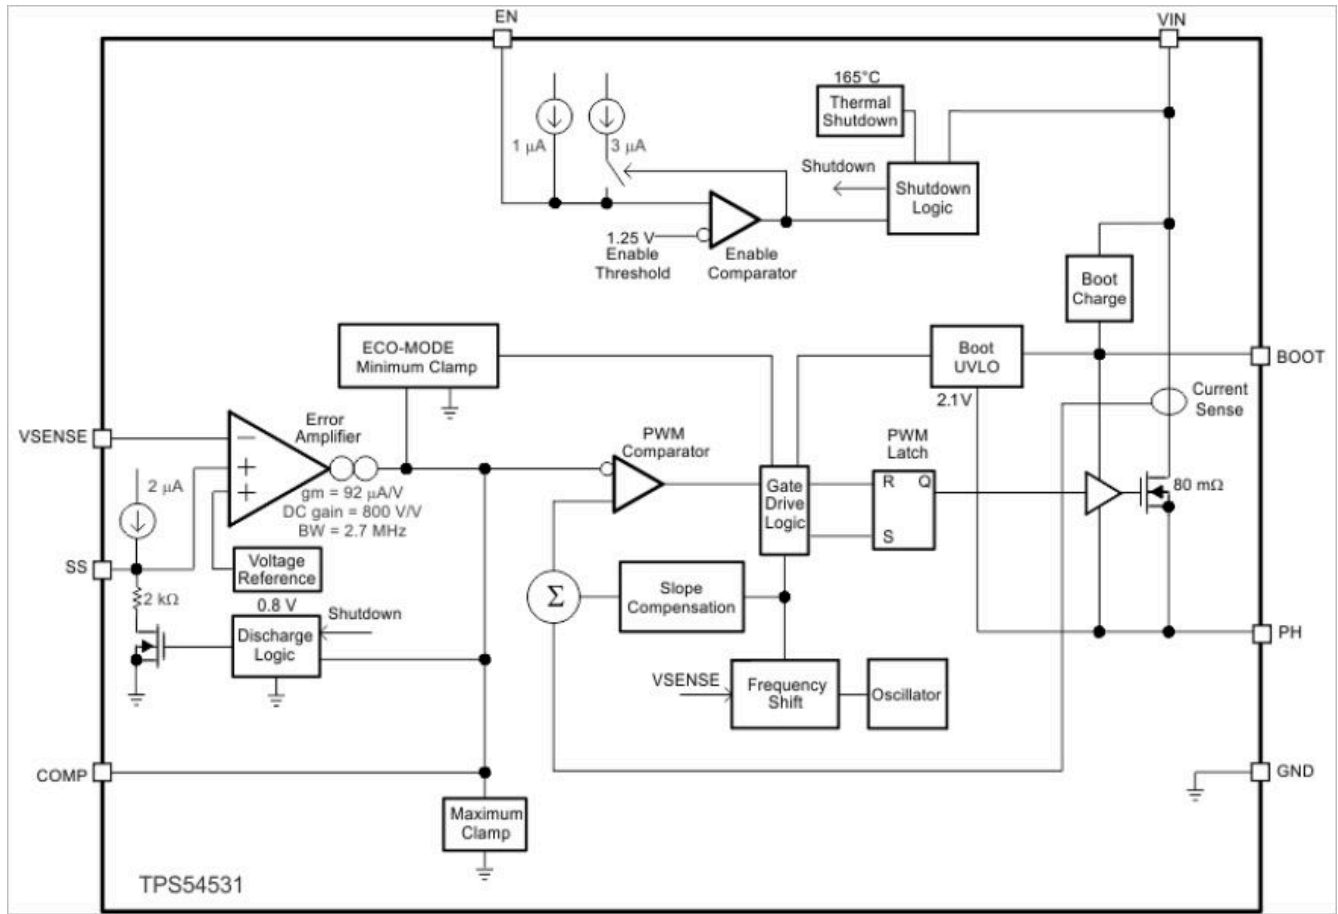 EN
VIN
165°C
Thermal
Shutdown
1 μA
3 μA
Shutdown
Shutdown
Logic
1.25 V
Enable
Threshold
Enable
Comparator
Boot
Charge
ECO-MODE
Minimum Clamp
Boot
UVLO
2.1V
BOOT
Current
Sense
VSENSE
Error
Amplifier
PWM
Comparator
PWM
Latch
2 μA
gm = 92 μA/V
DC gain = 800 V/V
BW = 2.7 MHz
Gate
Drive
Logic
R
Q
S
80 mΩ
SS
Voltage
Reference
2 kΩ
0.8 V
Shutdown
Discharge
Logic
Σ
Slope
Compensation
PH
VSENSE
Frequency
Shift
Oscillator
COMP
GND
Maximum
Clamp
TPS54531